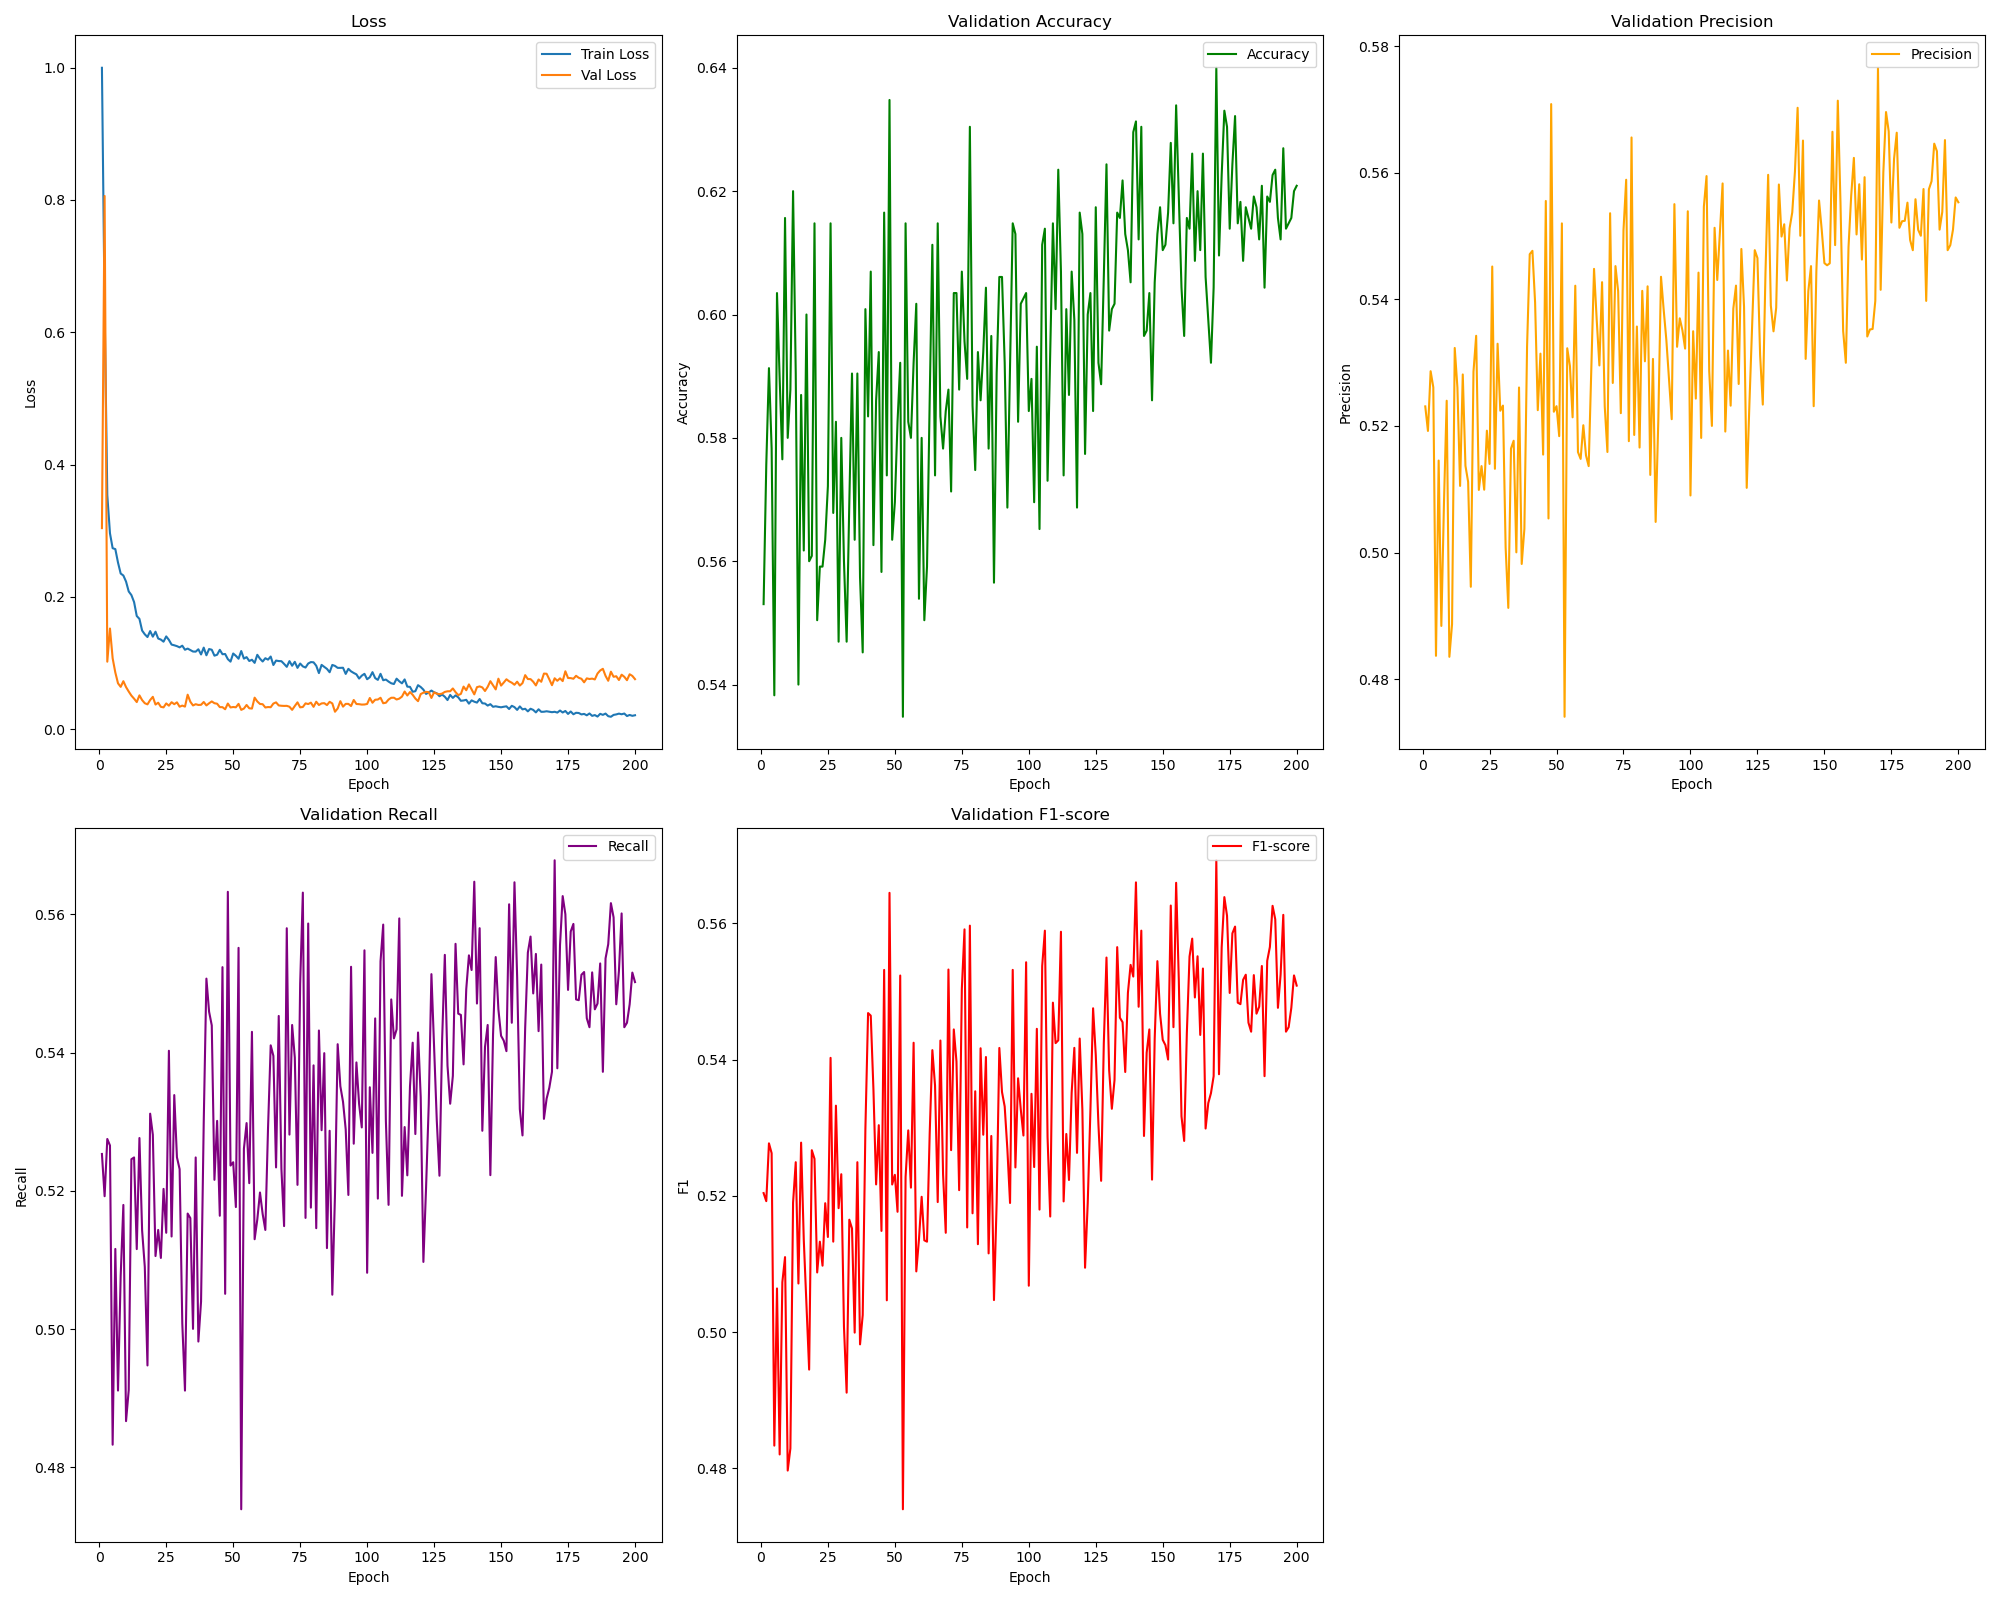 Loss
1.0
0.8
0.6
0.4
0.2
0.0
Loss
Train Loss
Val Loss
0 25 50 75 100 125 150 175 200
Epoch
Validation Accuracy
0.64
0.62
0.60
0.58
0.56
0.54
Accuracy
Accuracy
0 25 50 75 100 125 150 175 200
Epoch
Validation Precision
0.58
0.56
0.54
0.52
0.50
0.48
Precision
Precision
0 25 50 75 100 125 150 175 200
Epoch
Validation Recall
0.56
0.54
0.52
0.50
0.48
Recall
Recall
0 25 50 75 100 125 150 175 200
Epoch
Validation F1-score
0.56
0.54
0.52
0.50
0.48
F1
F1-score
0 25 50 75 100 125 150 175 200
Epoch